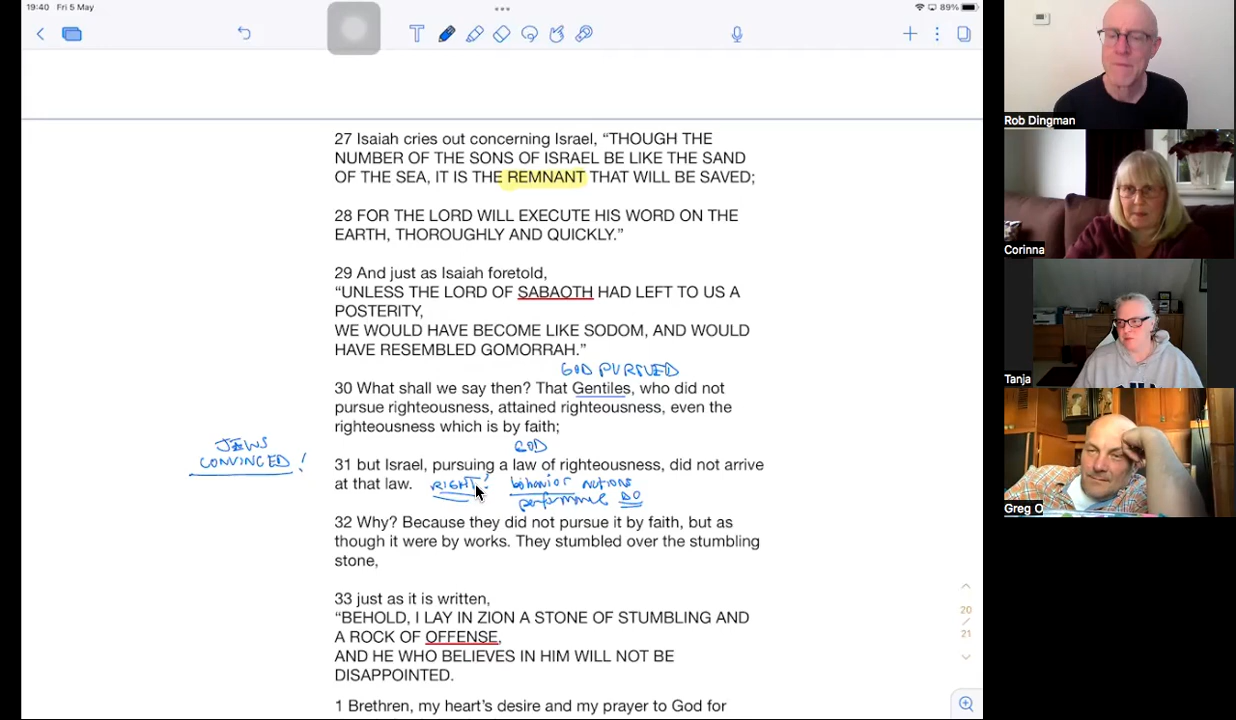 19:40 Fri 5 May
89%
T
27 Isaiah cries out concerning Israel, “THOUGH THE
NUMBER OF THE SONS OF ISRAEL BE LIKE THE SAND
OF THE SEA, IT IS THE REMNANT THAT WILL BE SAVED;
28 FOR THE LORD WILL EXECUTE HIS WORD ON THE
EARTH, THOROUGHLY AND QUICKLY.”
29 And just as Isaiah foretold,
“UNLESS THE LORD OF SABAOTH HAD LEFT TO US A
POSTERITY,
WE WOULD HAVE BECOME LIKE SODOM, AND WOULD
HAVE RESEMBLED GOMORRAH.”
GOD PURSUED
30 What shall we say then? That Gentiles, who did not
pursue righteousness, attained righteousness, even the
righteousness which is by faith;
JEWS
CONVINCED!
GOD
31 but Israel, pursuing a law of righteousness, did not arrive
at that law. RIGHT! behavior actions
performance DO
32 Why? Because they did not pursue it by faith, but as
though it were by works. They stumbled over the stumbling
stone,
33 just as it is written,
“BEHOLD, I LAY IN ZION A STONE OF STUMBLING AND
A ROCK OF OFFENSE,
AND HE WHO BELIEVES IN HIM WILL NOT BE
DISAPPOINTED.
1 Brethren, my heart’s desire and my prayer to God for
20
/
21
Rob Dingman
Corinna
Tanja
Greg O